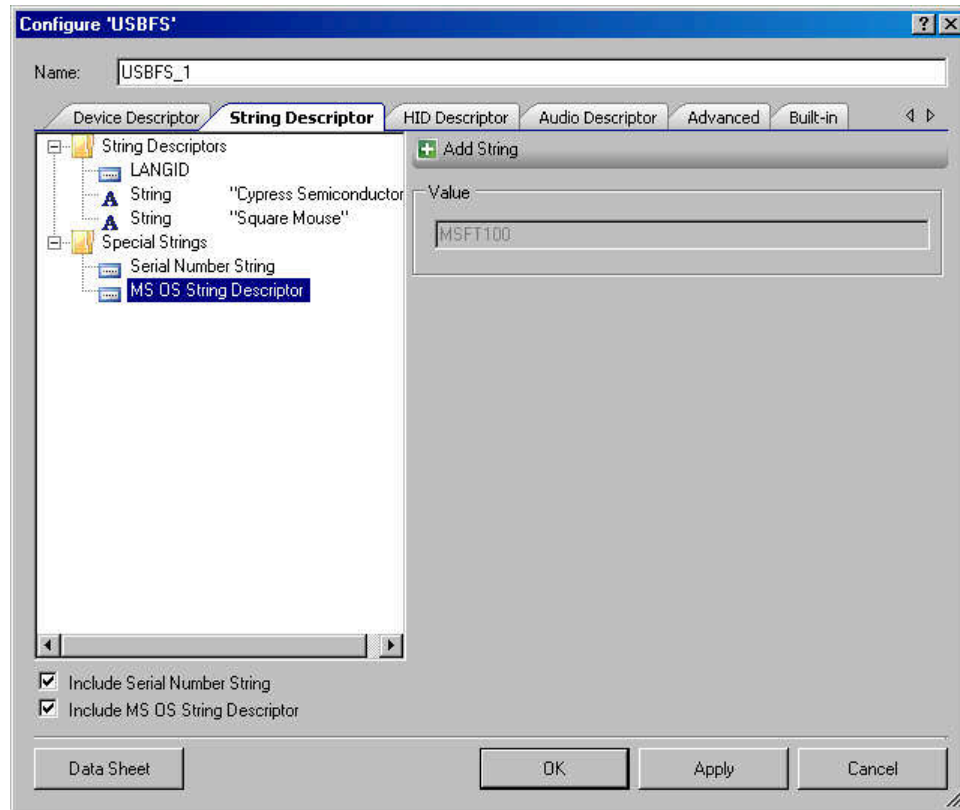 Configure 'USBFS'
Name: USBFS_1
Device Descriptor String Descriptor HID Descriptor Audio Descriptor Advanced Built-in
String Descriptors
LANGID
String "Cypress Semiconductor
String "Square Mouse"
Special Strings
Serial Number String
MS OS String Descriptor
Add String
Value
MSFT100
Include Serial Number String
Include MS OS String Descriptor
Data Sheet OK Apply Cancel